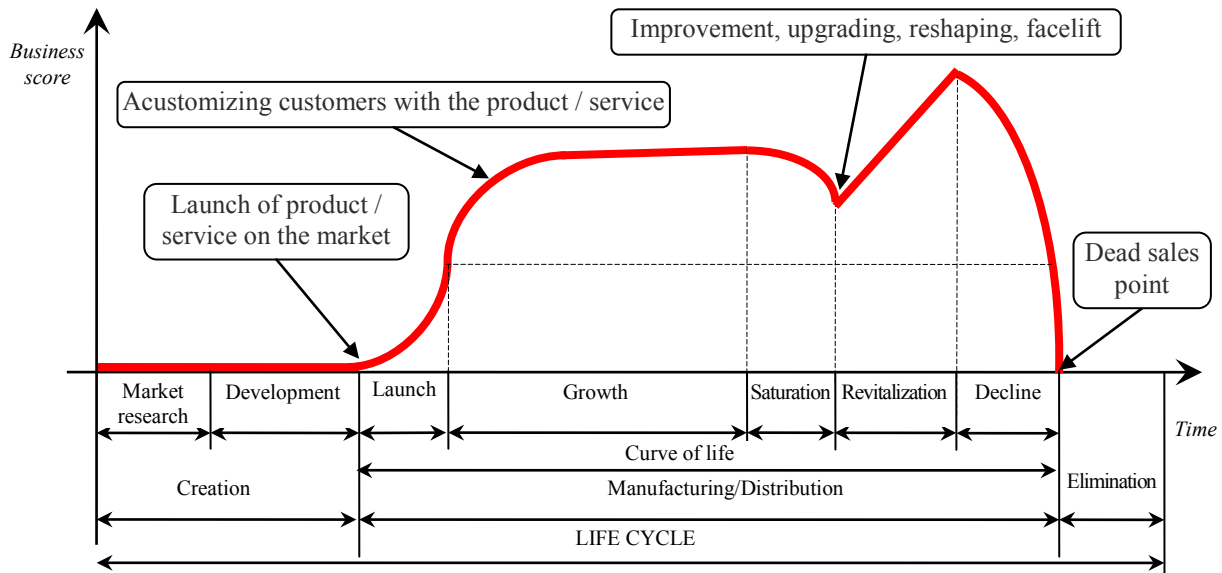 Business
score
Improvement, upgrading, reshaping, facelift
Acustomizing customers with the product / service
Launch of product /
service on the market
Dead sales
point
Market
research
Development
Launch
Growth
Saturation
Revitalization
Decline
Time
Curve of life
Creation
Manufacturing/Distribution
Elimination
LIFE CYCLE